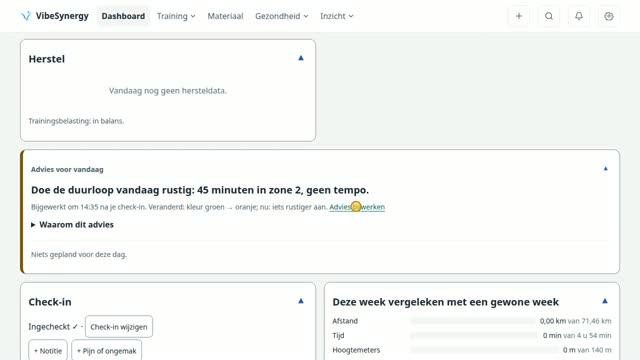 VibeSynergy Dashboard Training Materiaal Gezondheid Inzicht
Herstel
Vandaag nog geen hersteldata.
Trainingsbelasting: in balans.
Advies voor vandaag
Doe de duurloop vandaag rustig: 45 minuten in zone 2, geen tempo.
Bijgewerkt om 14:35 na je check-in. Veranderd: kleur groen → oranje; nu: iets rustiger aan. Advies
Waarom dit advies
Niets gepland voor deze dag.
Check-in
Ingecheckt ✓ · Check-in wijzigen
+ Notitie + Pijn of ongemak
Deze week vergeleken met een gewone week
Afstand 0,00 km van 71,46 km
Tijd 0 min van 4 u 54 min
Hoogtemeters 0 m van 140 m